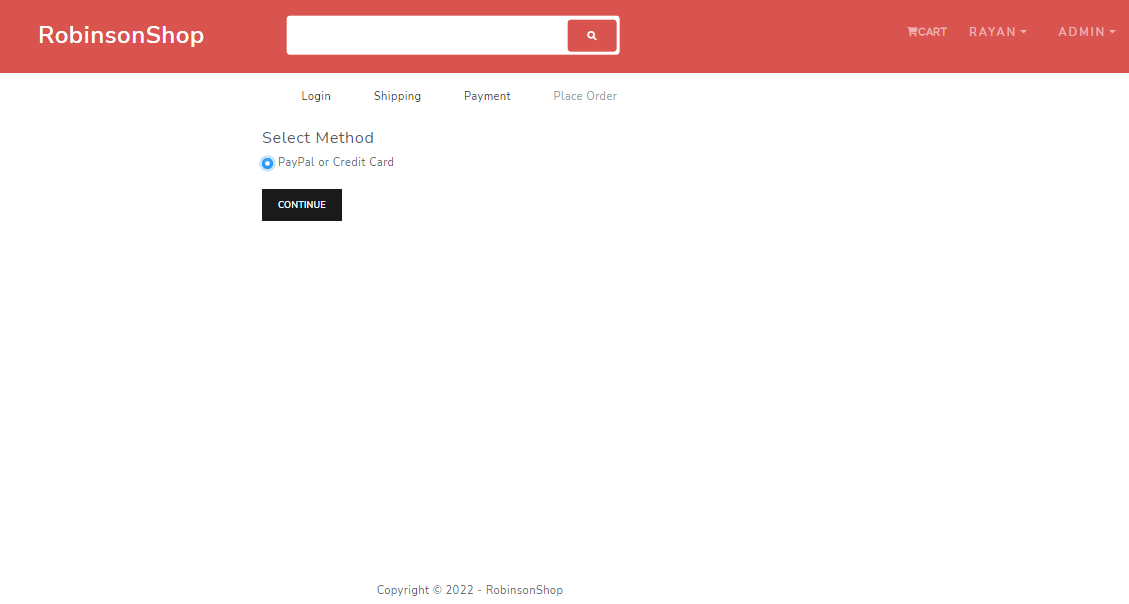 RobinsonShop
CART RAYAN ADMIN
Login Shipping Payment Place Order
Select Method
PayPal or Credit Card
CONTINUE
Copyright © 2022 - RobinsonShop